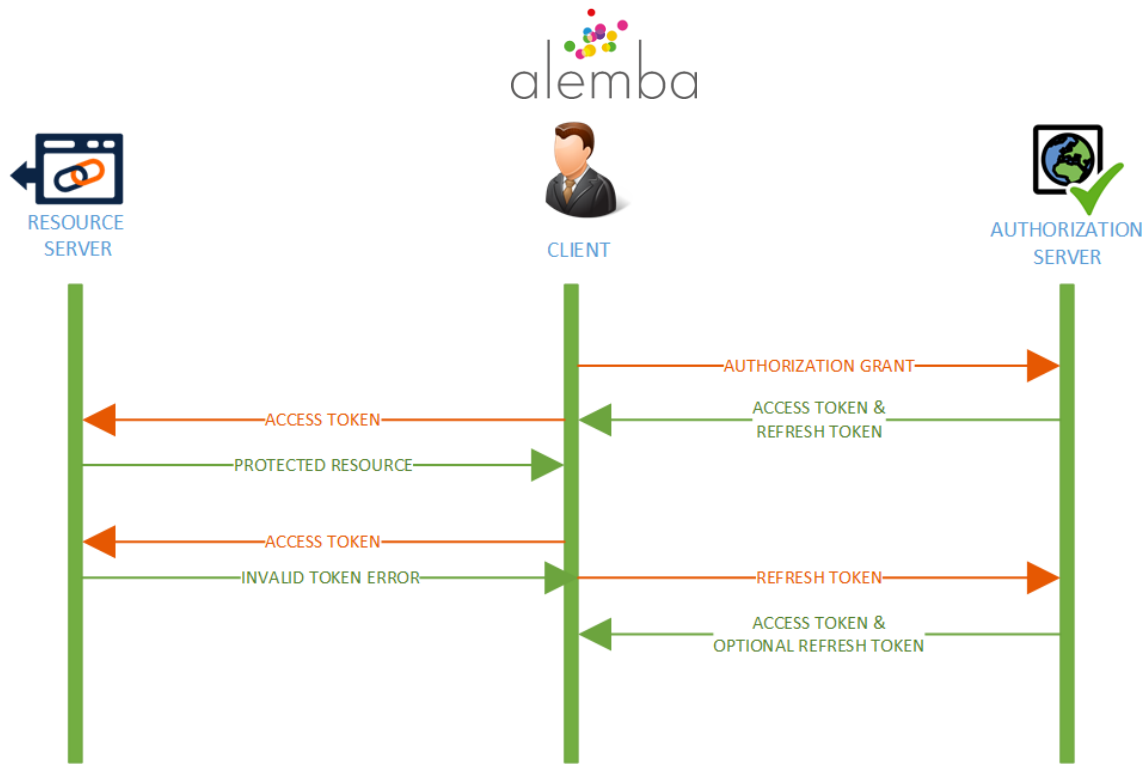 alemba
RESOURCE
SERVER
CLIENT
AUTHORIZATION
SERVER
AUTHORIZATION GRANT
ACCESS TOKEN
ACCESS TOKEN &
REFRESH TOKEN
PROTECTED RESOURCE
ACCESS TOKEN
INVALID TOKEN ERROR
REFRESH TOKEN
ACCESS TOKEN &
OPTIONAL REFRESH TOKEN